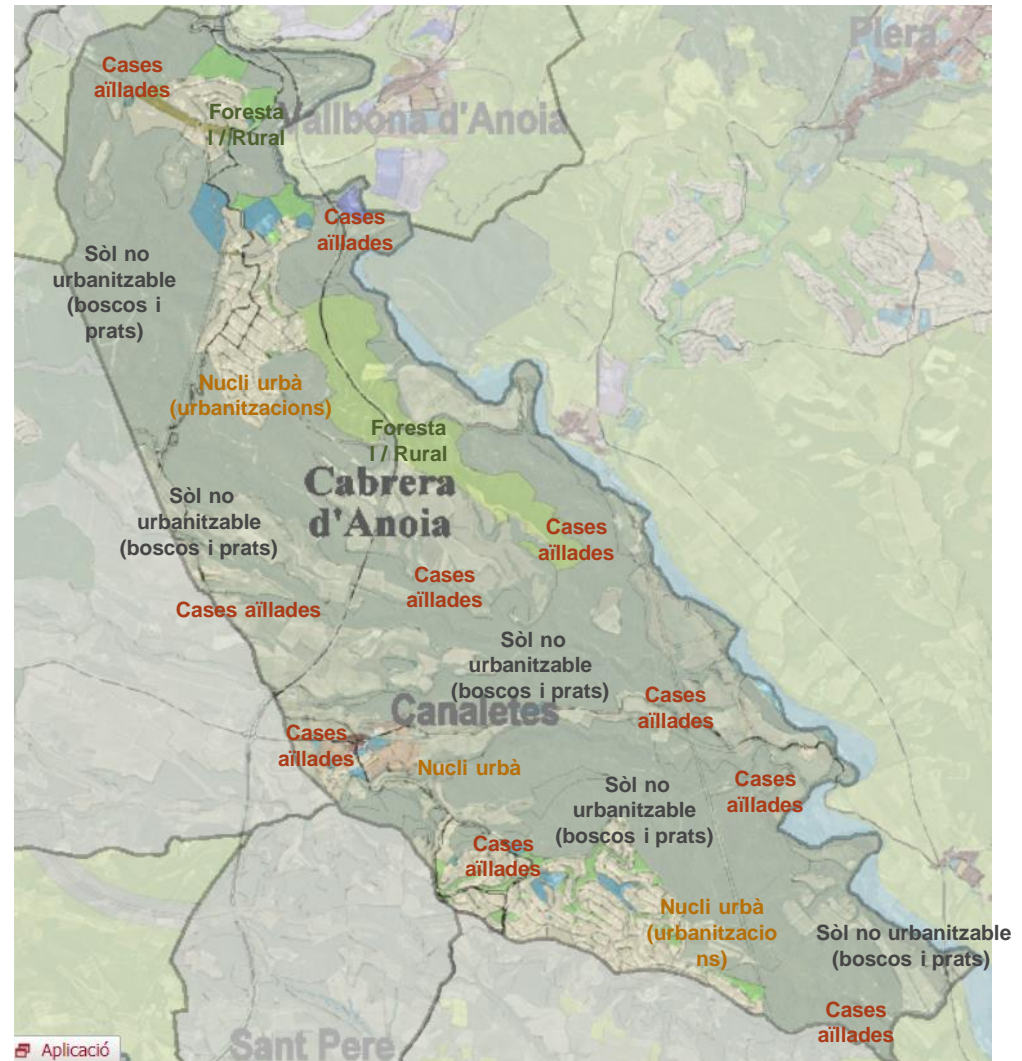 Piera
Cases
aïllades
Foresta
l / Rural
Vallbona d'Anoia
Cases
aïllades
Sòl no
urbanitzable
(boscos i
prats)
Nucli urbà
(urbanitzacions)
Foresta
l / Rural
Cabrera
d'Anoia
Sòl no
urbanitzable
(boscos i prats)
Cases
aïllades
Cases
aïllades
Cases aïllades
Sòl no
urbanitzable
(boscos i prats)
Cases
aïllades
Canaletes
Cases
aïllades
Nucli urbà
Cases
aïllades
Sòl no
urbanitzable
(boscos i prats)
Cases
aïllades
Nucli urbà
(urbanitzacio
ns)
Sòl no urbanitzable
(boscos i prats)
Cases
aïllades
Sant Pere
Aplicació